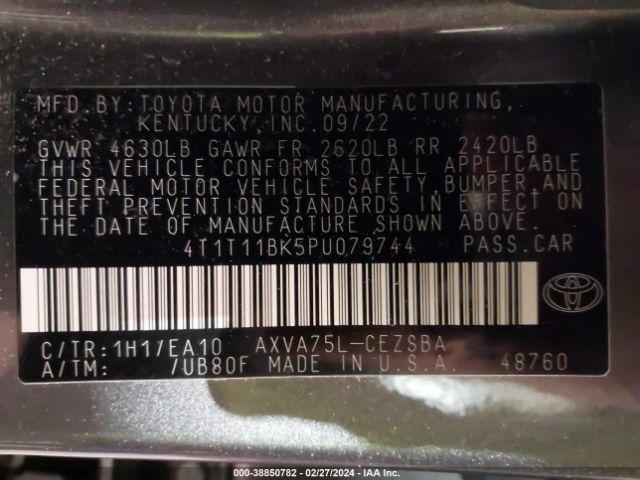 MFD.BY:TOYOTA MOTOR MANUFACTURING,
KENTUCKY,INC.09/22
GVWR 4630LB GAWR FR 2620LB RR 2420LB
THIS VEHICLE CONFORMS TO ALL APPLICABLE
FEDERAL MOTOR VEHICLE SAFETY,BUMPER,AND
THEFT PREVENTION STANDARDS IN EFFECT ON
THE DATE OF MANUFACTURE SHOWN ABOVE.
4T1T11BK5PU079744 PASS.CAR
C/TR:1H1/EA10 AXVA75L-CEZSBA
A/TM: /UB80F MADE IN U.S.A. 48760
000-38850782 - 02/27/2024 - IAA Inc.